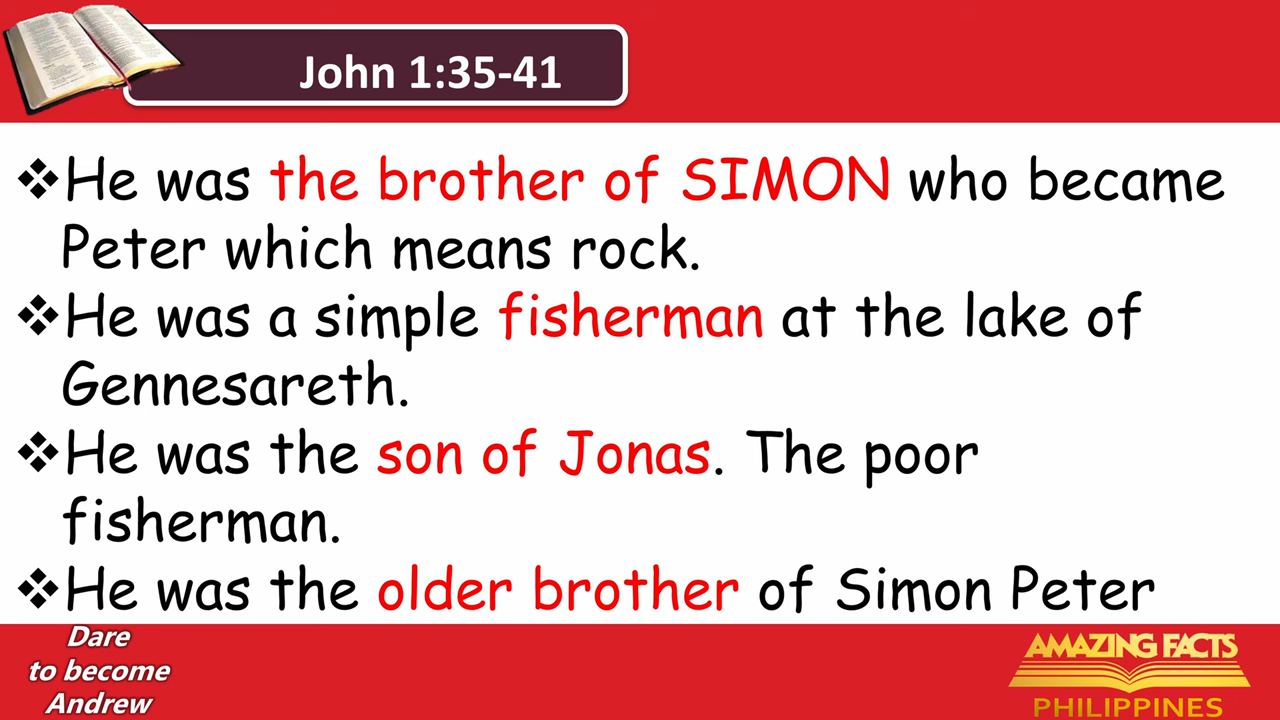 John 1:35-41
❖He was the brother of SIMON who became
Peter which means rock.
❖He was a simple fisherman at the lake of
Gennesareth.
❖He was the son of Jonas. The poor
fisherman.
❖He was the older brother of Simon Peter
Dare
to become
Andrew
AMAZING FACTS
PHILIPPINES